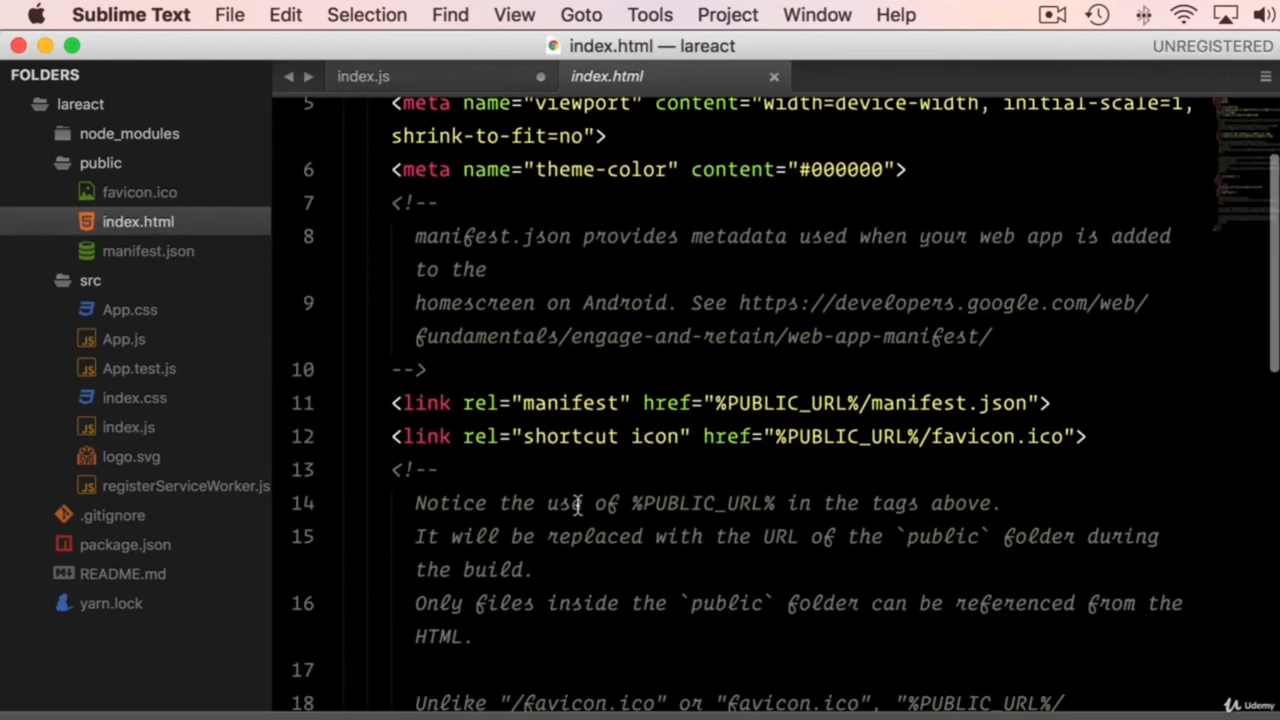 Sublime Text File Edit Selection Find View Goto Tools Project Window Help
index.html — lareact UNREGISTERED
FOLDERS
lareact
node_modules
public
favicon.ico
index.html
manifest.json
src
App.css
App.js
App.test.js
index.css
index.js
logo.svg
registerServiceWorker.js
.gitignore
package.json
README.md
yarn.lock
index.js index.html
5 <meta name="viewport" content="width=device-width, initial-scale=1,
shrink-to-fit=no">
6 <meta name="theme-color" content="#000000">
7 <!--
8 manifest.json provides metadata used when your web app is added
to the
9 homescreen on Android. See https://developers.google.com/web/
fundamentals/engage-and-retain/web-app-manifest/
10 -->
11 <link rel="manifest" href="%PUBLIC_URL%/manifest.json">
12 <link rel="shortcut icon" href="%PUBLIC_URL%/favicon.ico">
13 <!--
14 Notice the use of %PUBLIC_URL% in the tags above.
15 It will be replaced with the URL of the `public` folder during
the build.
16 Only files inside the `public` folder can be referenced from the
HTML.
17
18 Unlike "/favicon.ico" or "favicon.ico", "%PUBLIC_URL%/
Udemy